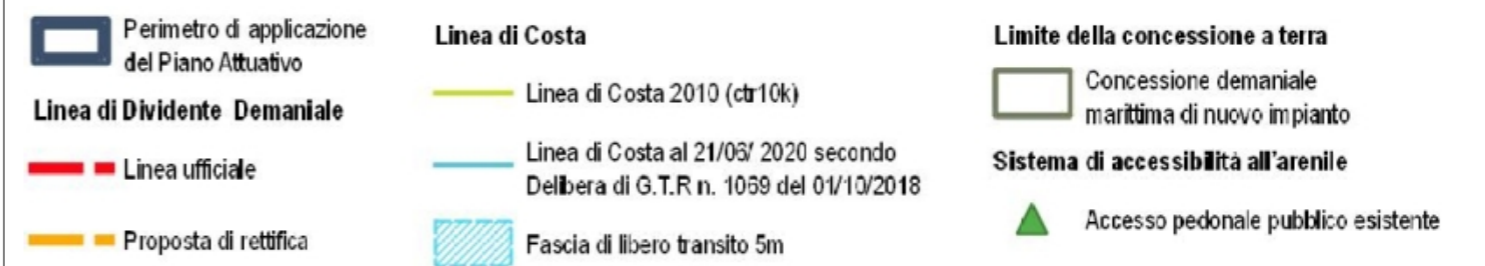 Perimetro di applicazione
del Piano Attuativo
Linea di Dividente Demaniale
Linea ufficiale
Proposta di rettifica
Linea di Costa
Linea di Costa 2010 (ctr10k)
Linea di Costa al 21/06/ 2020 secondo
Delibera di G.T.R n. 1069 del 01/10/2018
Fascia di libero transito 5m
Limite della concessione a terra
Concessione demaniale
marittima di nuovo impianto
Sistema di accessibilità all'arenile
Accesso pedonale pubblico esistente